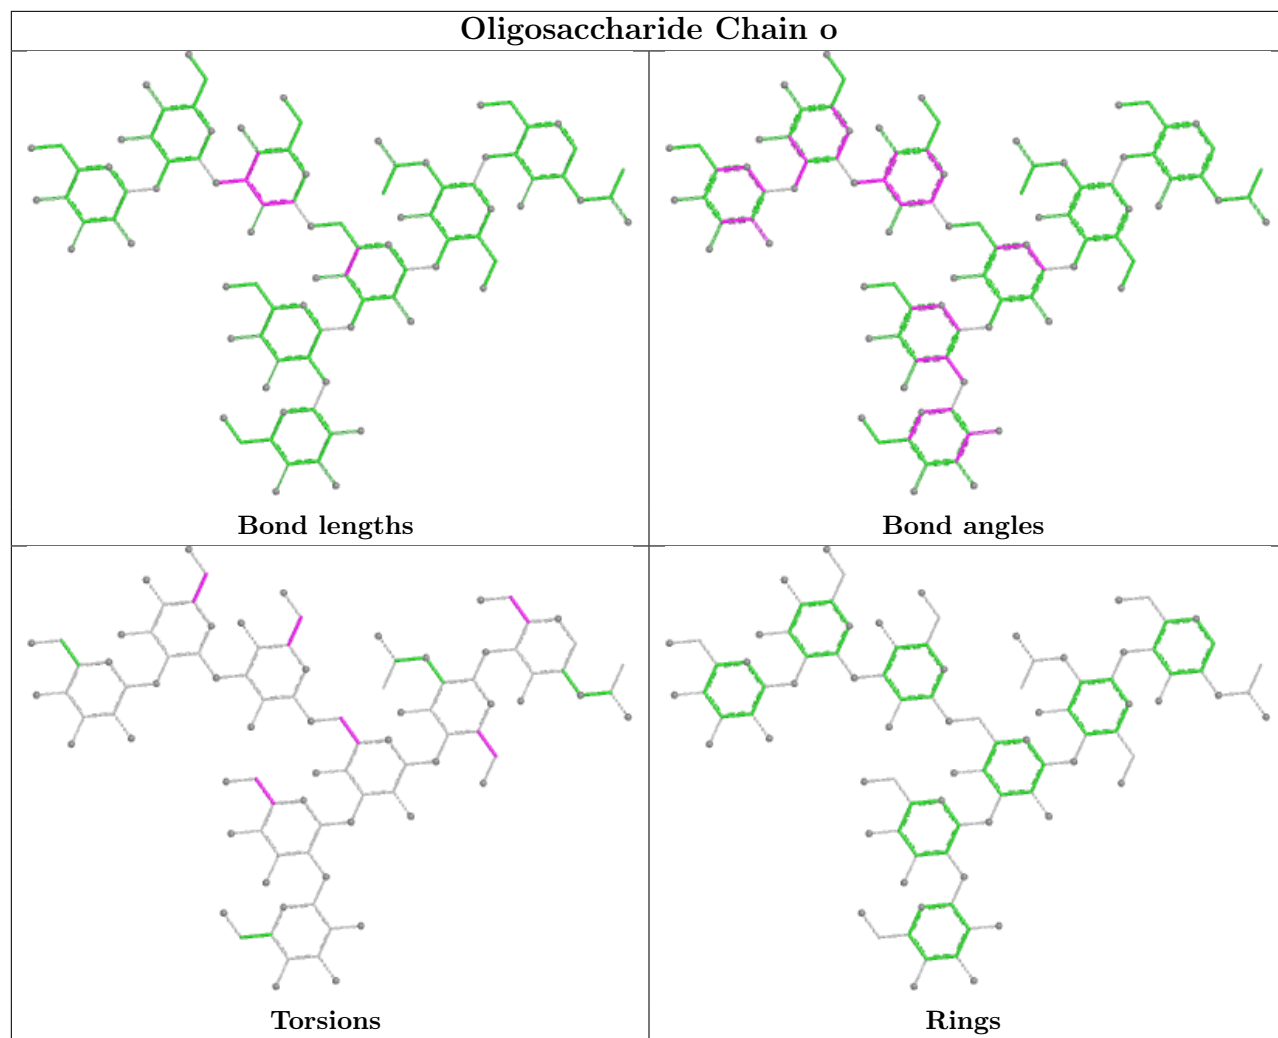 Oligosaccharide Chain o
Bond lengths
Bond angles
Torsions
Rings